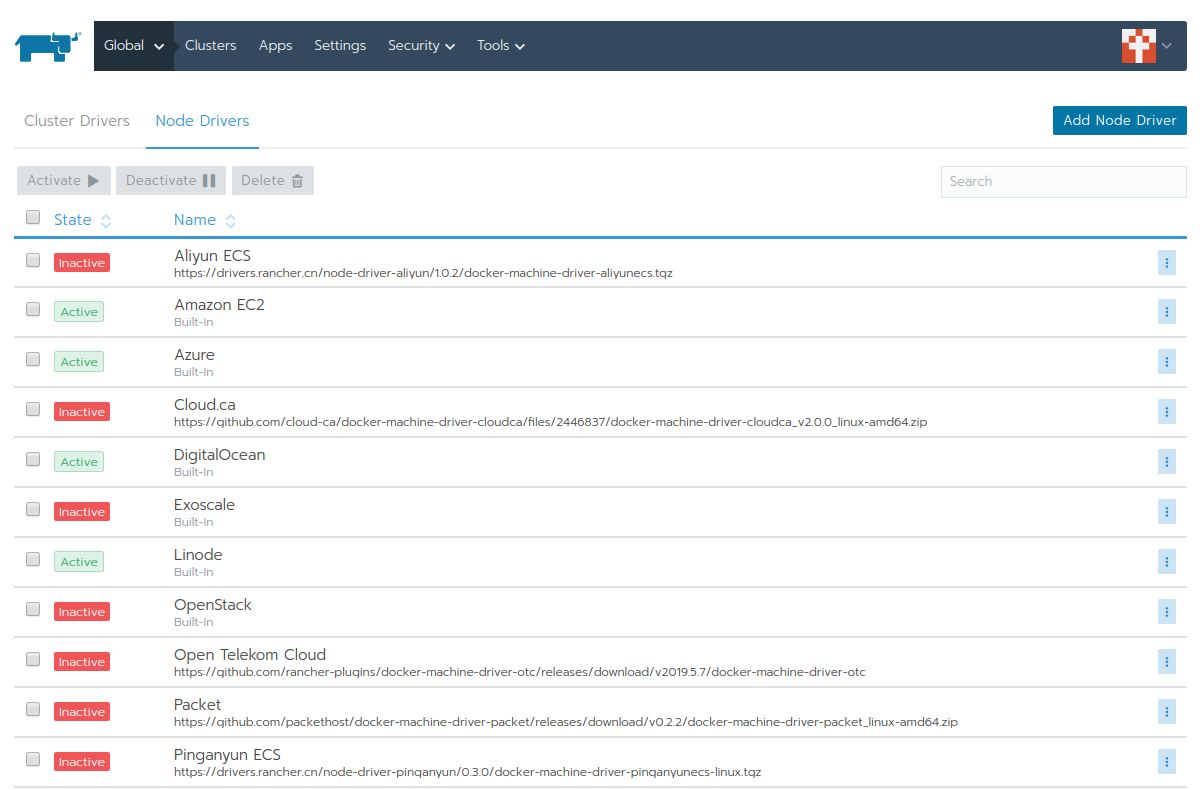 Global Clusters Apps Settings Security Tools
Cluster Drivers Node Drivers Add Node Driver
Activate Deactivate Delete Search
State Name
Inactive Aliyun ECS
https://drivers.rancher.cn/node-driver-aliyun/1.0.2/docker-machine-driver-aliyunecs.tgz
Active Amazon EC2
Built-In
Active Azure
Built-In
Inactive Cloud.ca
https://github.com/cloud-ca/docker-machine-driver-cloudca/files/2446837/docker-machine-driver-cloudca_v2.0.0_linux-amd64.zip
Active DigitalOcean
Built-In
Inactive Exoscale
Built-In
Active Linode
Built-In
Inactive OpenStack
Built-In
Inactive Open Telekom Cloud
https://github.com/rancher-plugins/docker-machine-driver-otc/releases/download/v2019.5.7/docker-machine-driver-otc
Inactive Packet
https://github.com/packethost/docker-machine-driver-packet/releases/download/v0.2.2/docker-machine-driver-packet_linux-amd64.zip
Inactive Pinganyun ECS
https://drivers.rancher.cn/node-driver-pinganyun/0.3.0/docker-machine-driver-pinganyunecs-linux.tgz